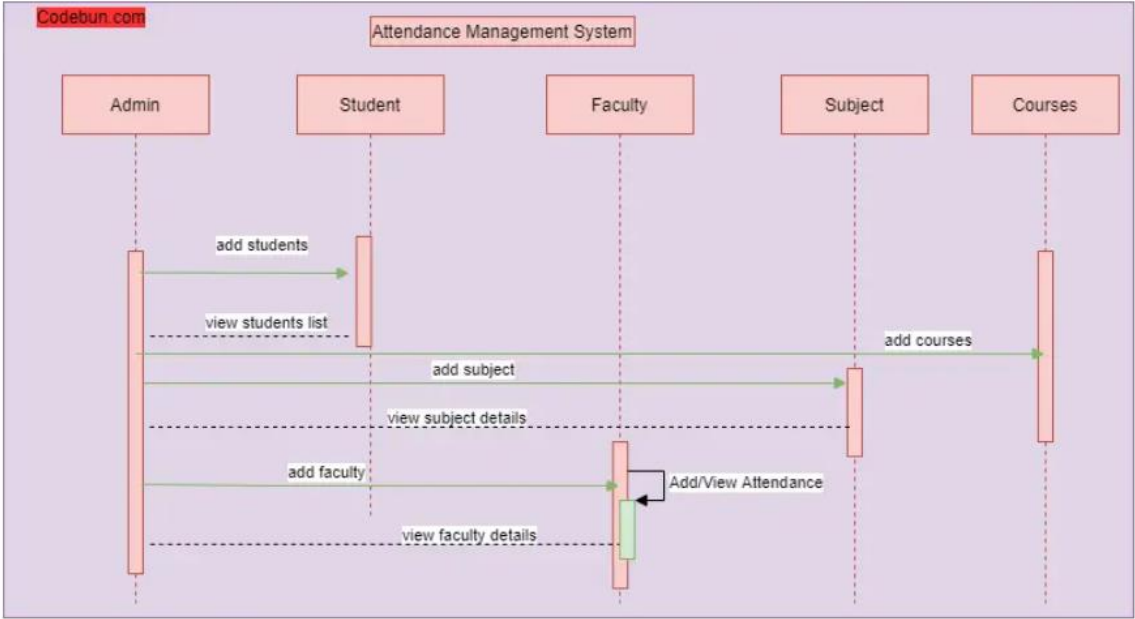 Codebun.com
Attendance Management System
Admin
Student
Faculty
Subject
Courses
add students
view students list
add courses
add subject
view subject details
add faculty
Add/View Attendance
view faculty details